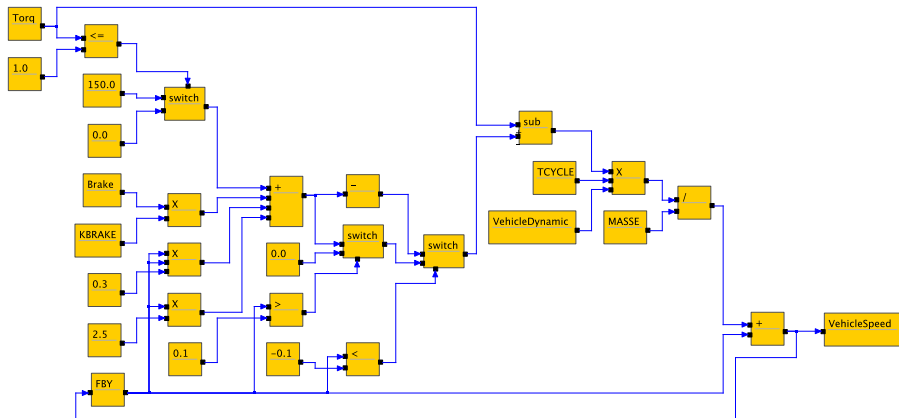 Torq
<=
1.0
150.0
switch
0.0
sub
Brake
X
+
-
TCYCLE
X
/
KBRAKE
VehicleDynamic
MASSE
switch
switch
X
0.0
0.3
X
>
2.5
0.1
-0.1
<
+
VehicleSpeed
FBY